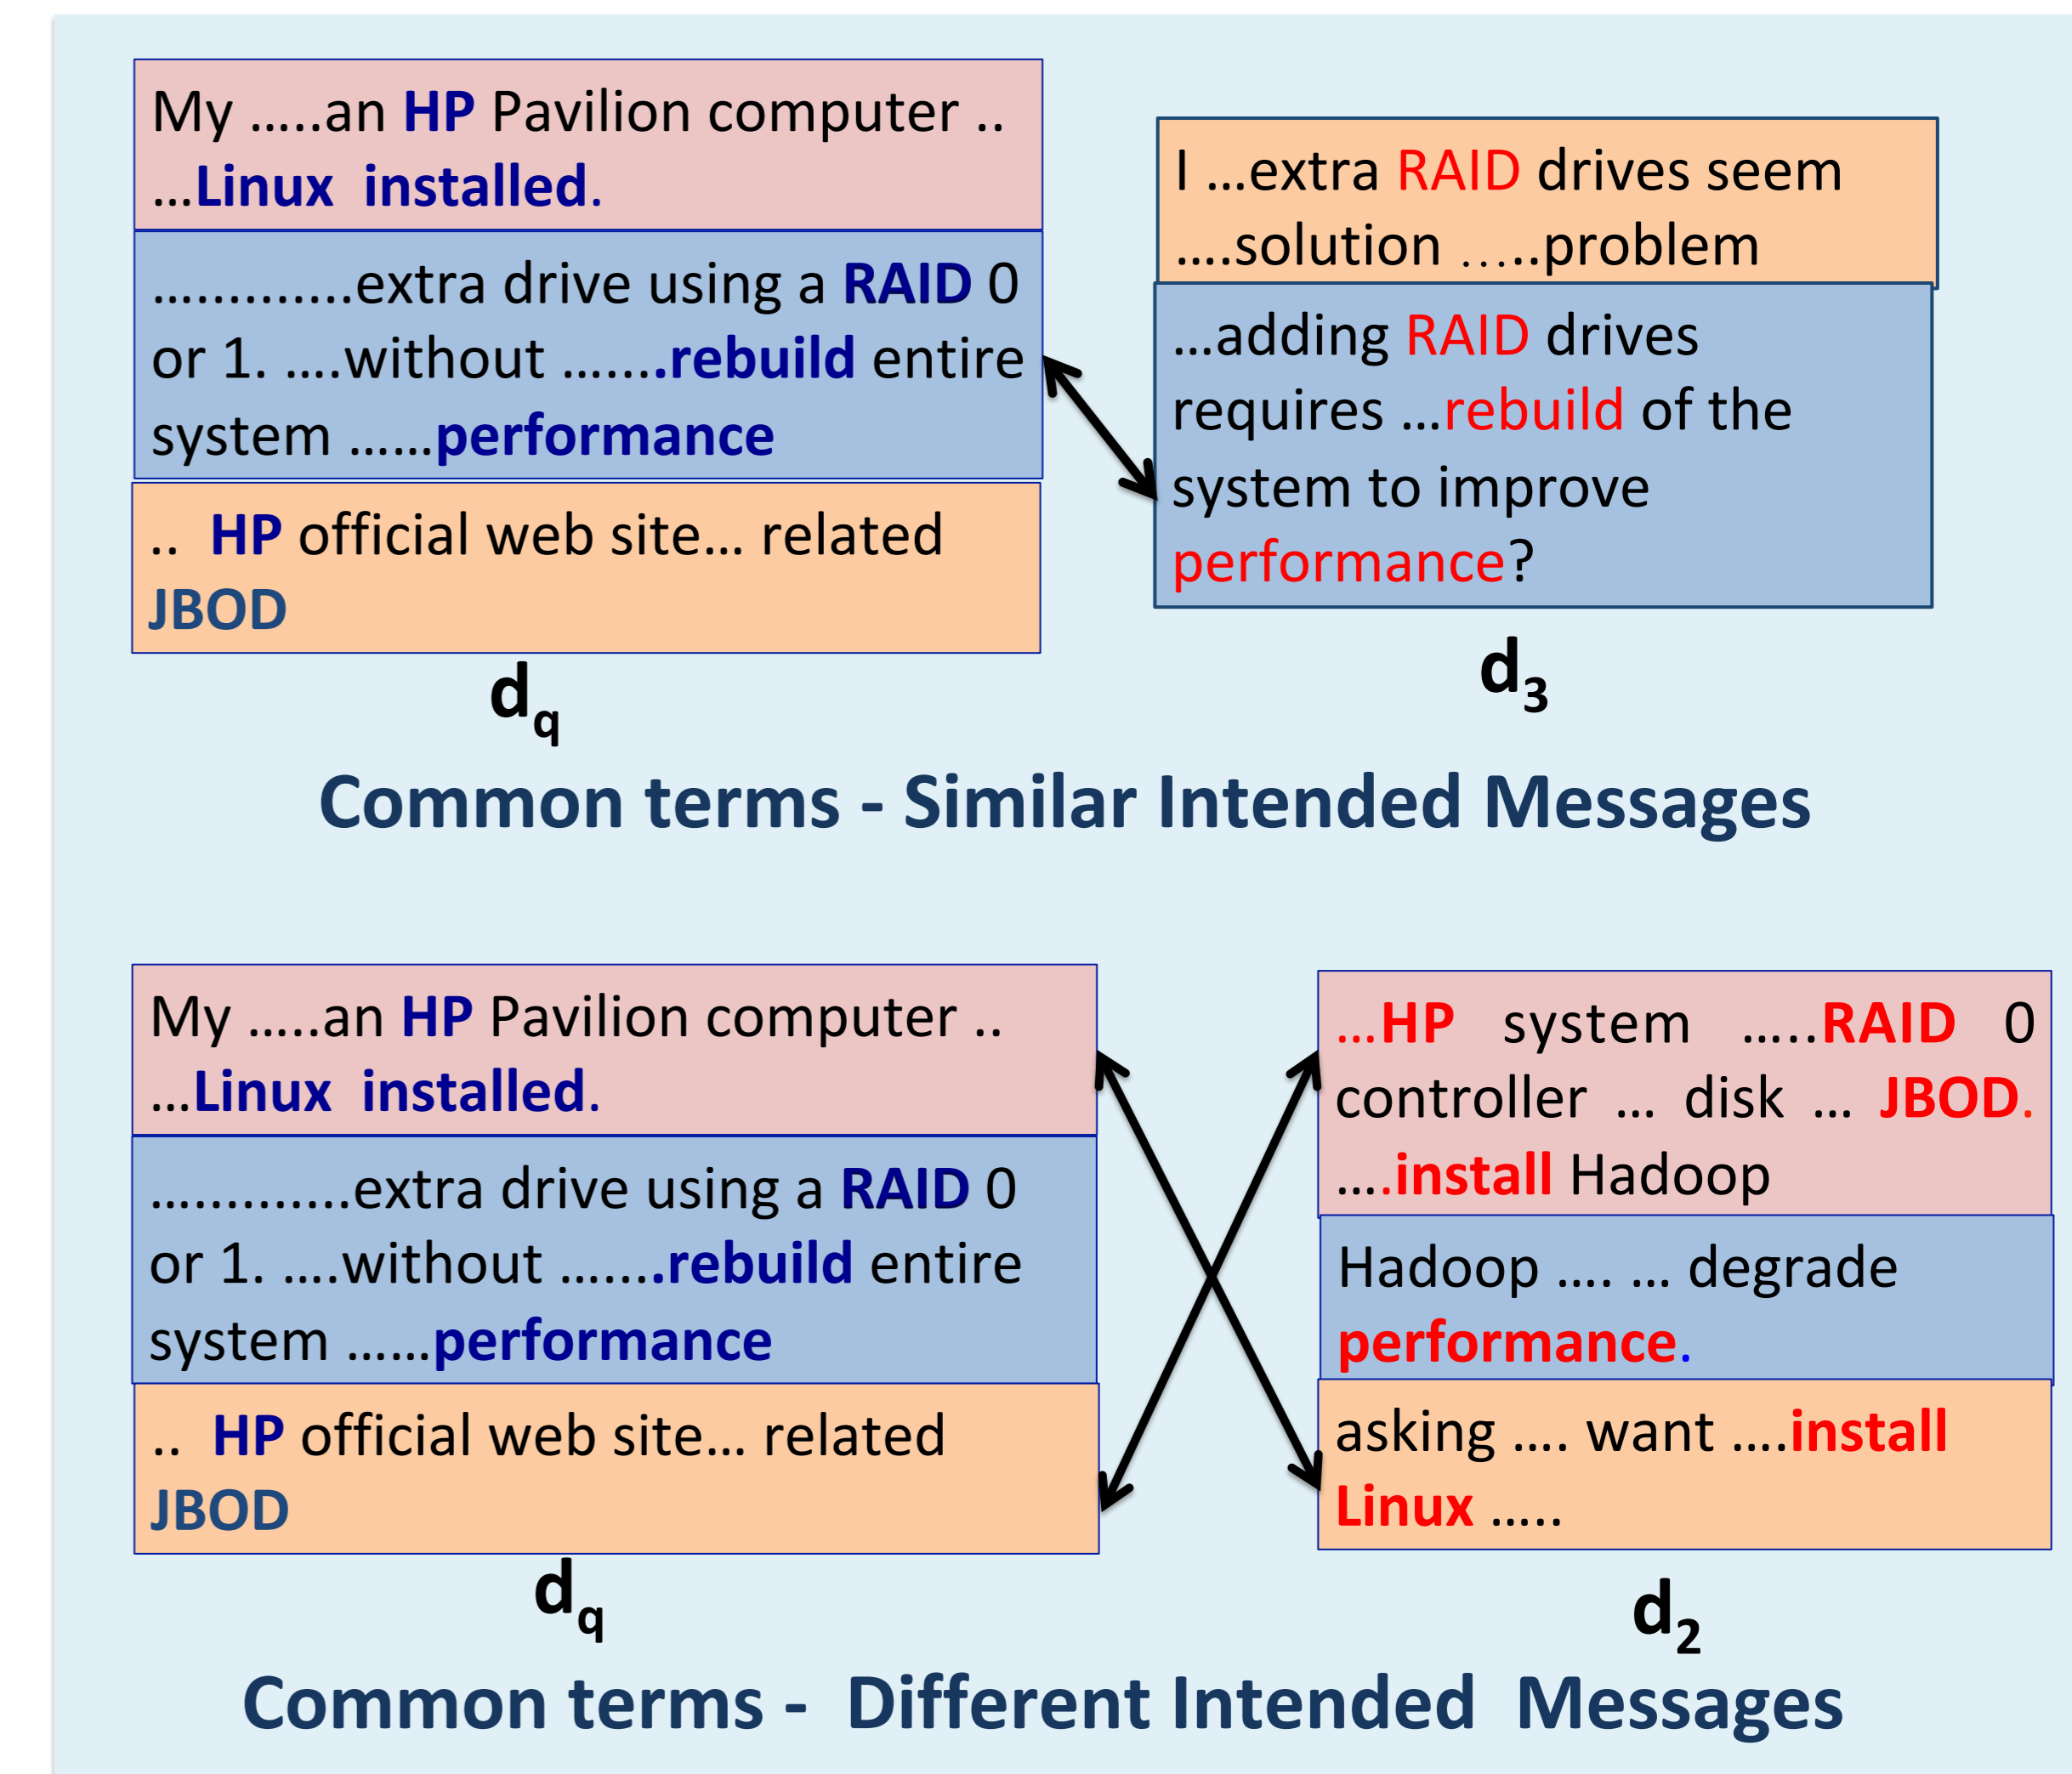 My …..an HP Pavilion computer ..
…Linux  installed.
…..........extra drive using a RAID 0
or 1. ….without …....rebuild entire
system ……performance
..  HP official web site… related
JBOD
dq
I …extra RAID drives seem
….solution …..problem
…adding RAID drives
requires …rebuild of the
system to improve
performance?
d3
Common terms - Similar Intended Messages
My …..an HP Pavilion computer ..
…Linux  installed.
…..........extra drive using a RAID 0
or 1. ….without …....rebuild entire
system ……performance
..  HP official web site… related
JBOD
dq
…HP system …..RAID 0
controller … disk … JBOD.
….install Hadoop
Hadoop …. … degrade
performance.
asking …. want ….install
Linux …..
d2
Common terms -  Different Intended  Messages